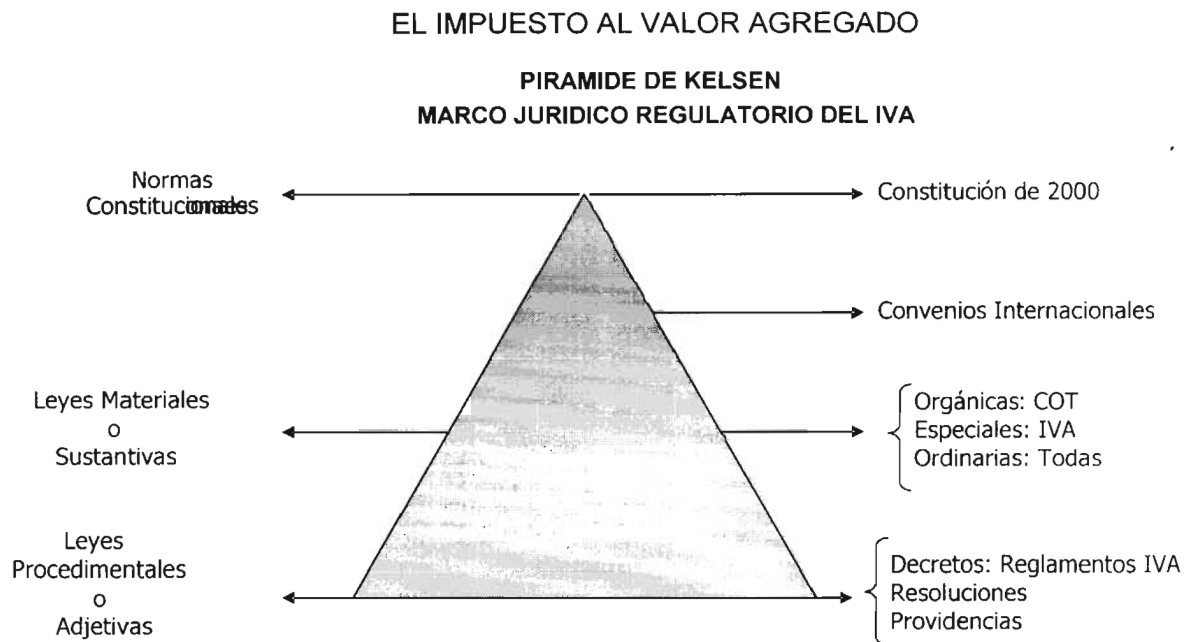 EL IMPUESTO AL VALOR AGREGADO
PIRAMIDE DE KELSEN
MARCO JURIDICO REGULATORIO DEL IVA
Normas
Constitución de 2000
Convenios Internacionales
Leyes Materiales
o
Sustantivas
Orgánicas: COT
Especiales: IVA
Ordinarias: Todas
Leyes
Procedimentales
o
Adjetivas
Decretos: Reglamentos IVA
Resoluciones
Providencias